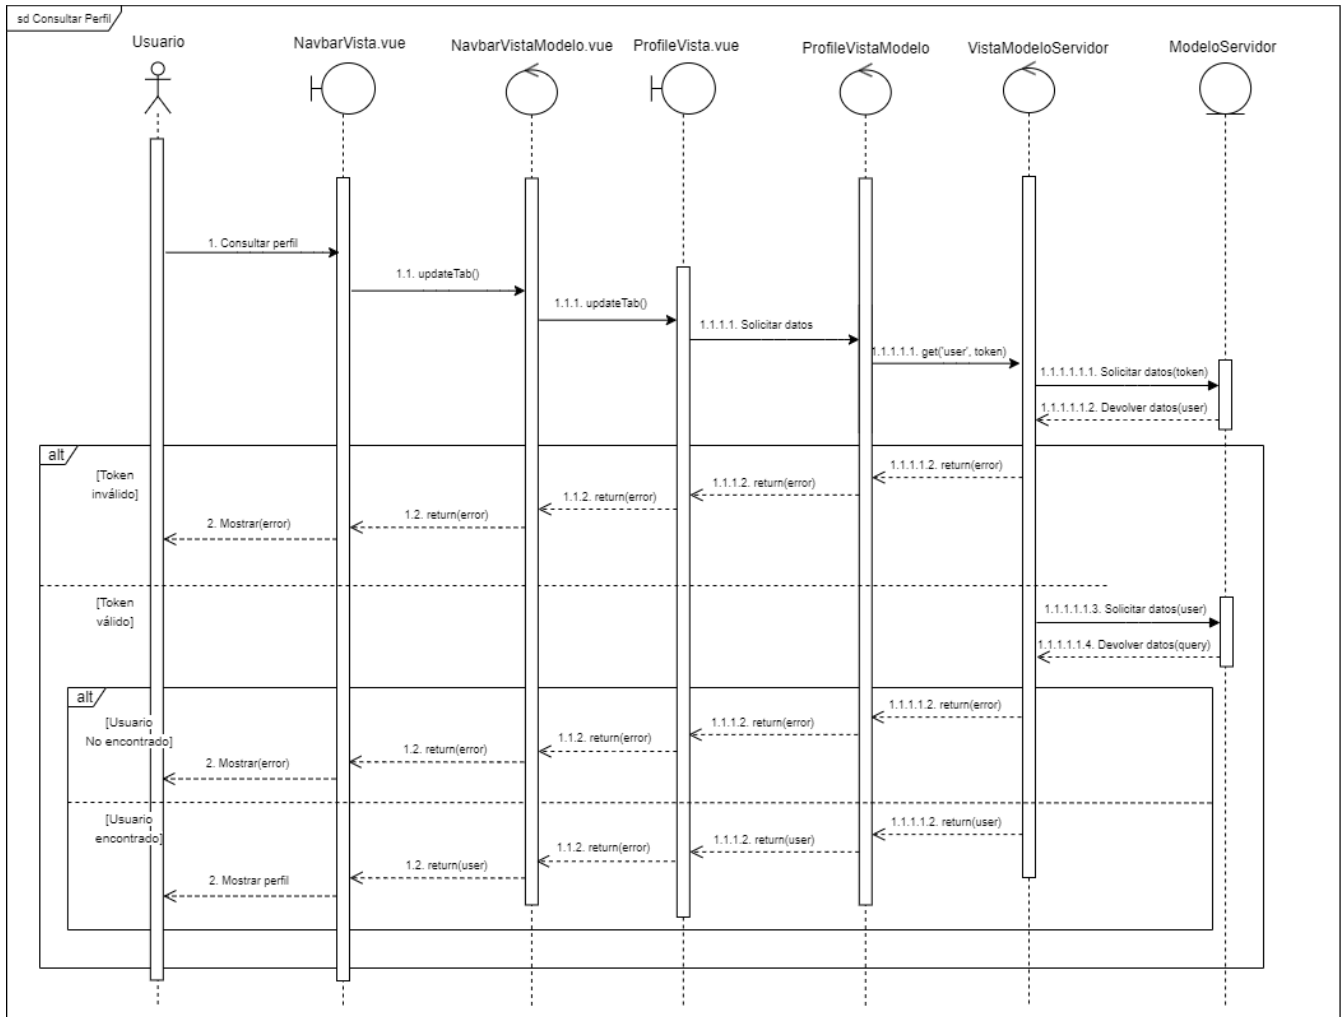 sd Consultar Perfil
Usuario
NavbarVista.vue
NavbarVistaModelo.vue
ProfileVista.vue
ProfileVistaModelo
VistaModeloServidor
ModeloServidor
1. Consultar perfil
1.1. updateTab()
1.1.1. updateTab()
1.1.1.1. Solicitar datos
1.1.1.1.1. get('user', token)
1.1.1.1.1.1. Solicitar datos(token)
1.1.1.1.1.2. Devolver datos(user)
alt
[Token
inválido]
1.1.1.1.2. return(error)
1.1.1.2. return(error)
1.1.2. return(error)
1.2. return(error)
2. Mostrar(error)
[Token
válido]
1.1.1.1.1.3. Solicitar datos(user)
1.1.1.1.1.4. Devolver datos(query)
alt
[Usuario
No encontrado]
1.1.1.1.2. return(error)
1.1.1.2. return(error)
1.1.2. return(error)
1.2. return(error)
2. Mostrar(error)
[Usuario
encontrado]
1.1.1.1.2. return(user)
1.1.1.2. return(user)
1.1.2. return(error)
1.2. return(user)
2. Mostrar perfil